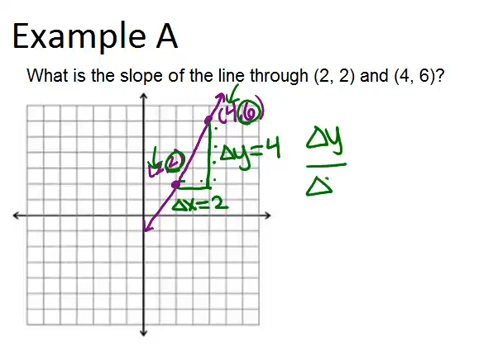 Example A
What is the slope of the line through (2, 2) and (4, 6)?
(4,6)
2
Δy=4
Δx=2
Δy
Δ